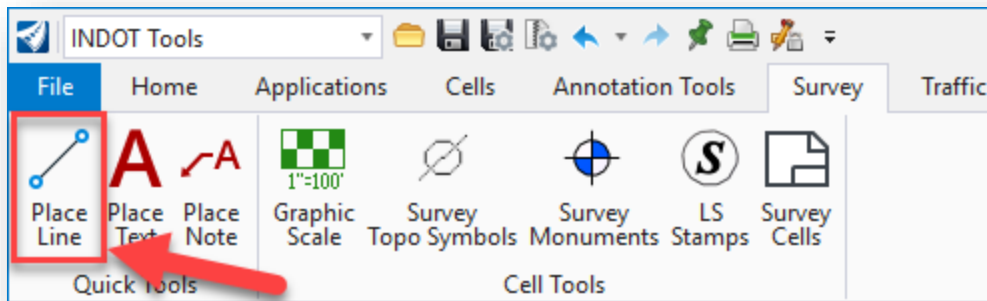 INDOT Tools
File Home Applications Cells Annotation Tools Survey Traffic
A A
1"=100' S
Place Place Place Graphic Survey Survey LS Survey
Line Text Note Scale Topo Symbols Monuments Stamps Cells
Quick Tools Cell Tools